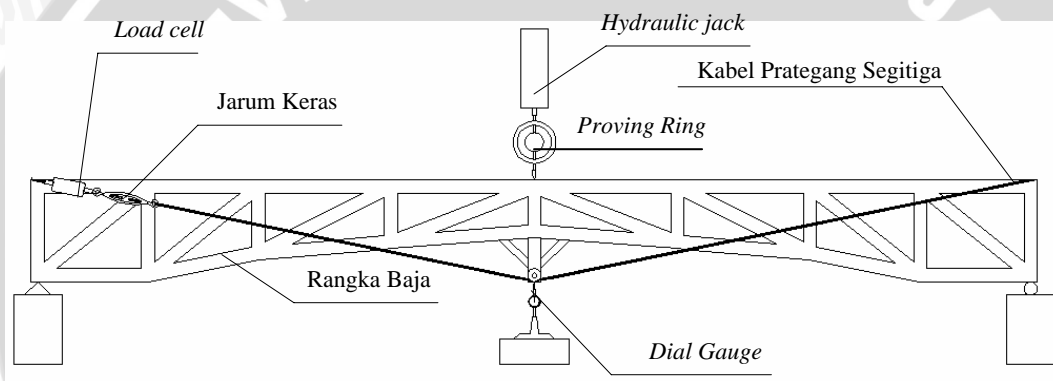 Load cell
Hydraulic jack
Kabel Prategang Segitiga
Jarum Keras
Proving Ring
Rangka Baja
Dial Gauge